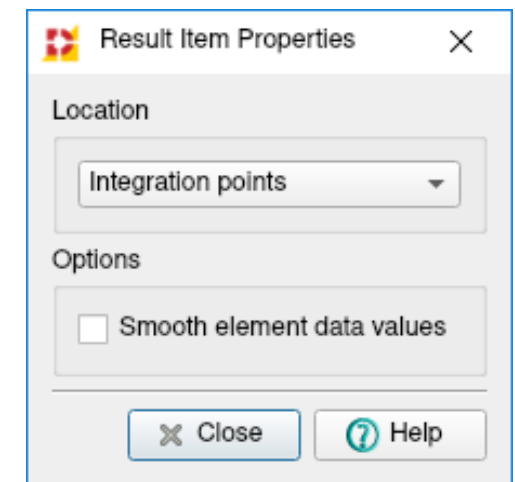 Result Item Properties
Location
Integration points
Options
Smooth element data values
Close
Help